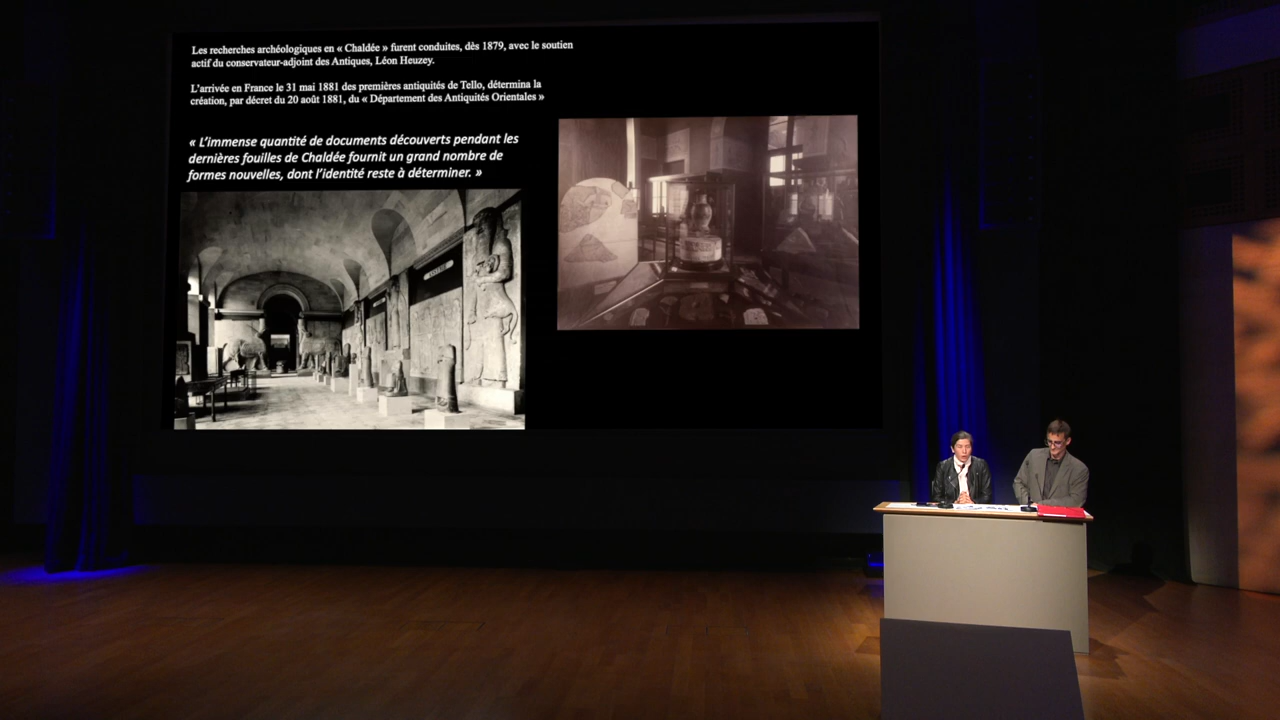 Les recherches archéologiques en « Chaldée » furent conduites, dès 1879, avec le soutien
actif du conservateur-adjoint des Antiques, Léon Heuzey.
L'arrivée en France le 31 mai 1881 des premières antiquités de Tello, détermina la
création, par décret du 20 août 1881, du « Département des Antiquités Orientales »
« L'immense quantité de documents découverts pendant les
dernières fouilles de Chaldée fournit un grand nombre de
formes nouvelles, dont l'identité reste à déterminer. »